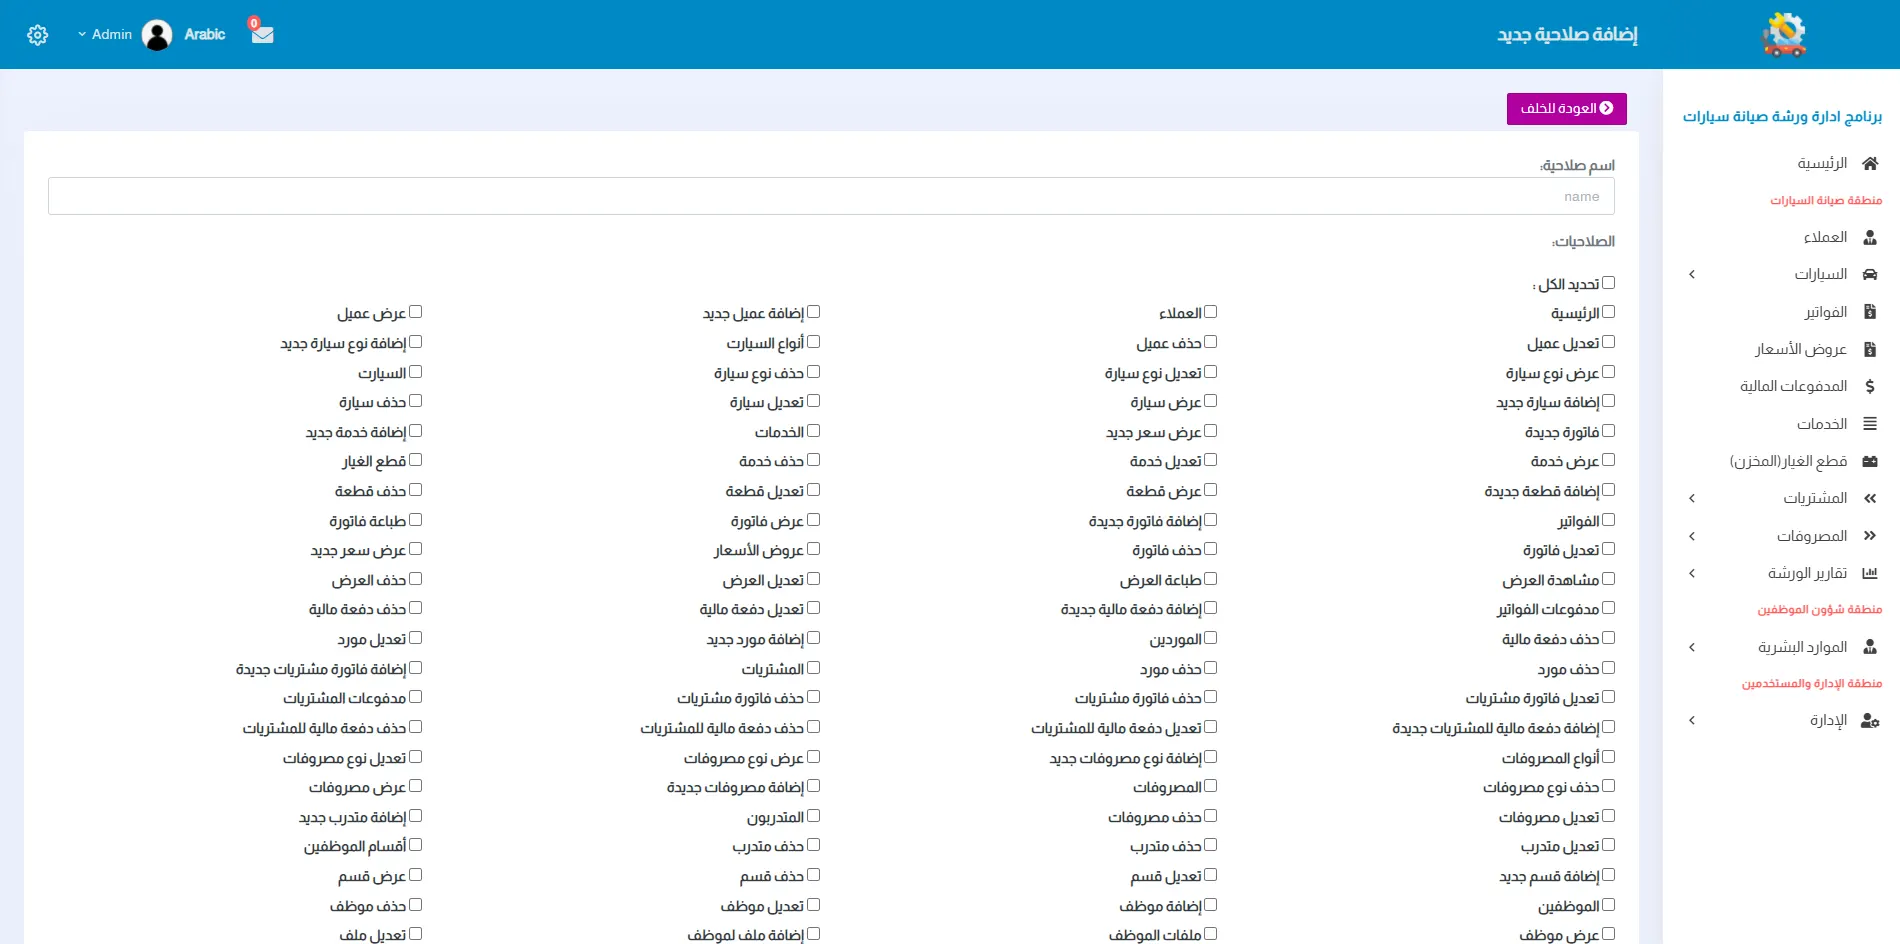 إضافة صلاحية جديد
0
Arabic
Admin
برنامج ادارة ورشة صيانة سيارات
الرئيسية
منطقة صيانة السيارات
العملاء
السيارات
الفواتير
عروض الأسعار
المدفوعات المالية
الخدمات
قطع الغيار(المخزن)
المشتريات
المصروفات
تقارير الورشة
منطقة شؤون الموظفين
الموارد البشرية
منطقة الإدارة والمستخدمين
الإدارة
العودة للخلف
اسم صلاحية:
name
الصلاحيات:
تحديد الكل :
الرئيسية العملاء إضافة عميل جديد عرض عميل
تعديل عميل حذف عميل أنواع السيارت إضافة نوع سيارة جديد
عرض نوع سيارة تعديل نوع سيارة حذف نوع سيارة السيارت
إضافة سيارة جديد عرض سيارة تعديل سيارة حذف سيارة
فاتورة جديدة عرض سعر جديد الخدمات إضافة خدمة جديد
عرض خدمة تعديل خدمة حذف خدمة قطع الغيار
إضافة قطعة جديدة عرض قطعة تعديل قطعة حذف قطعة
الفواتير إضافة فاتورة جديدة عرض فاتورة طباعة فاتورة
تعديل فاتورة حذف فاتورة عروض الأسعار عرض سعر جديد
مشاهدة العرض طباعة العرض تعديل العرض حذف العرض
مدفوعات الفواتير إضافة دفعة مالية جديدة تعديل دفعة مالية حذف دفعة مالية
حذف دفعة مالية الموردين إضافة مورد جديد تعديل مورد
حذف مورد حذف مورد المشتريات إضافة فاتورة مشتريات جديدة
تعديل فاتورة مشتريات حذف فاتورة مشتريات حذف فاتورة مشتريات مدفوعات المشتريات
إضافة دفعة مالية للمشتريات جديدة تعديل دفعة مالية للمشتريات حذف دفعة مالية للمشتريات حذف دفعة مالية للمشتريات
أنواع المصروفات إضافة نوع مصروفات جديد عرض نوع مصروفات تعديل نوع مصروفات
حذف نوع مصروفات المصروفات إضافة مصروفات جديدة عرض مصروفات
تعديل مصروفات حذف مصروفات المتدربون إضافة متدرب جديد
تعديل متدرب حذف متدرب حذف متدرب أقسام الموظفين
إضافة قسم جديد تعديل قسم حذف قسم عرض قسم
الموظفين إضافة موظف تعديل موظف حذف موظف
عرض موظف ملفات الموظف إضافة ملف لموظف تعديل ملف